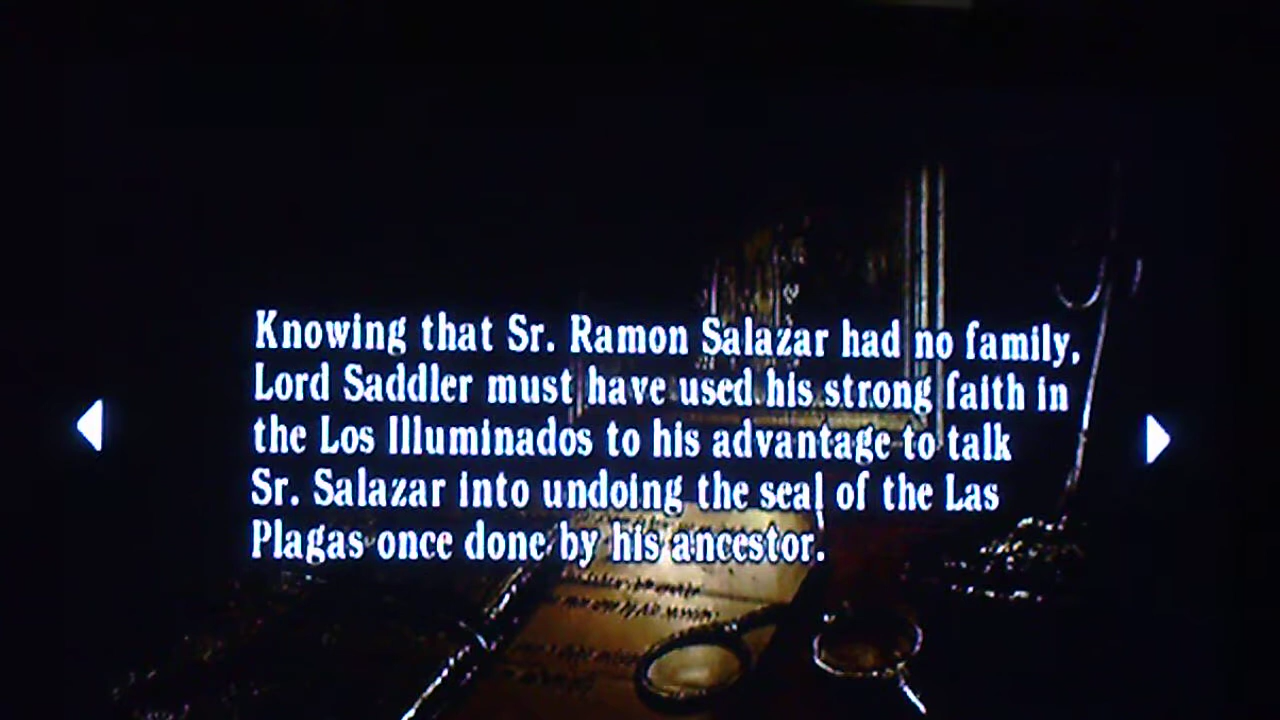 Knowing that Sr. Ramon Salazar had no family,
Lord Saddler must have used his strong faith in
the Los Illuminados to his advantage to talk
Sr. Salazar into undoing the seal of the Las
Plagas once done by his ancestor.